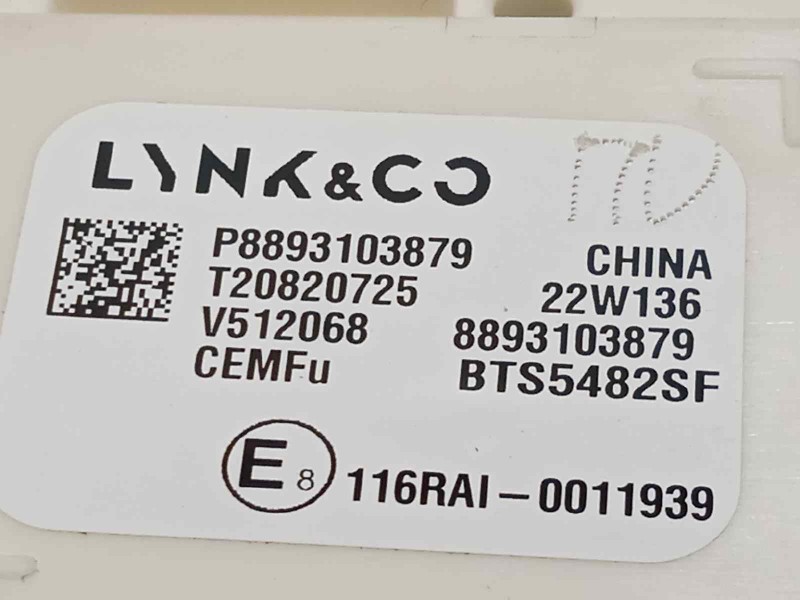 LYNK&CO
P8893103879
T20820725
V512068
CEMFu
CHINA
22W136
8893103879
BTS5482SF
E8
116RAI-0011939